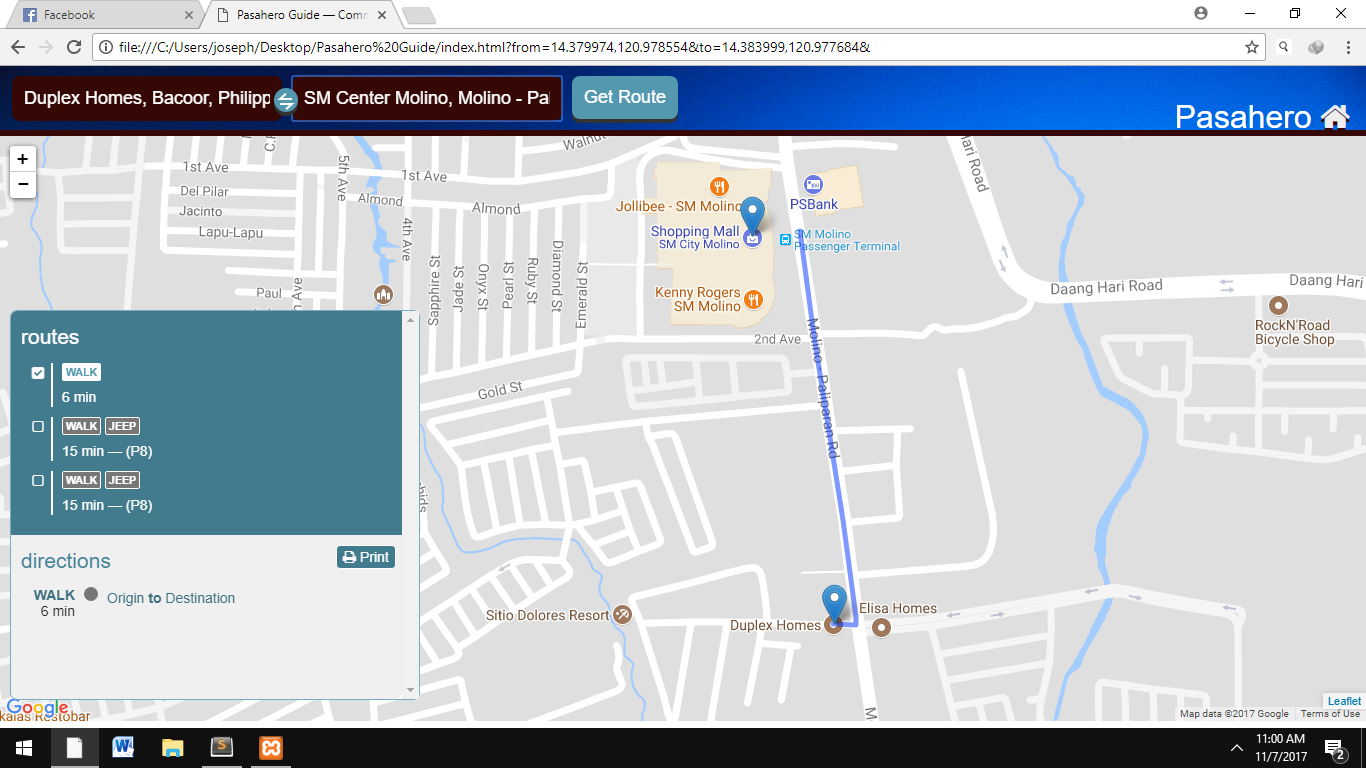 Facebook
Pasahero Guide — Comm
file:///C:/Users/joseph/Desktop/Pasahero%20Guide/index.html?from=14.379974,120.978554&to=14.383999,120.977684&
Duplex Homes, Bacoor, Philipp
SM Center Molino, Molino - Pal
Get Route
Pasahero
+
−
1st Ave
Del Pilar
Jacinto
Lapu-Lapu
Paul
5th Ave
4th Ave
Almond
1st Ave
Almond
Walnut
Sapphire St
Jade St
Onyx St
Pearl St
Ruby St
Diamond St
Emerald St
Gold St
2nd Ave
Jollibee - SM Molino
Shopping Mall
SM City Molino
Kenny Rogers
SM Molino
PSBank
SM Molino
Passenger Terminal
Molino - Paliparan Rd
Hari Road
Daang Hari Road
Daang Hari
RockN'Road
Bicycle Shop
Sitio Dolores Resort
Duplex Homes
Elisa Homes
routes
WALK
6 min
WALK JEEP
15 min — (P8)
WALK JEEP
15 min — (P8)
directions
Print
WALK
6 min
Origin to Destination
Google
Restobar
Leaflet
Map data ©2017 Google
Terms of Use
11:00 AM
11/7/2017
2